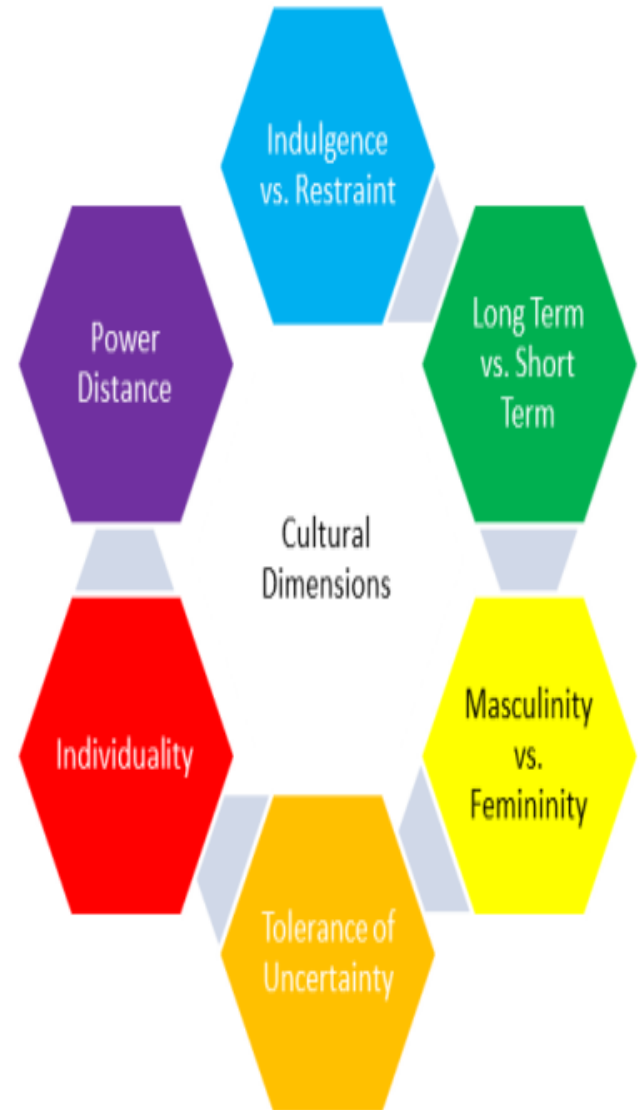 Indulgence
vs. Restraint
Long Term
vs. Short
Term
Masculinity
vs.
Femininity
Tolerance of
Uncertainty
Individuality
Power
Distance
Cultural
Dimensions